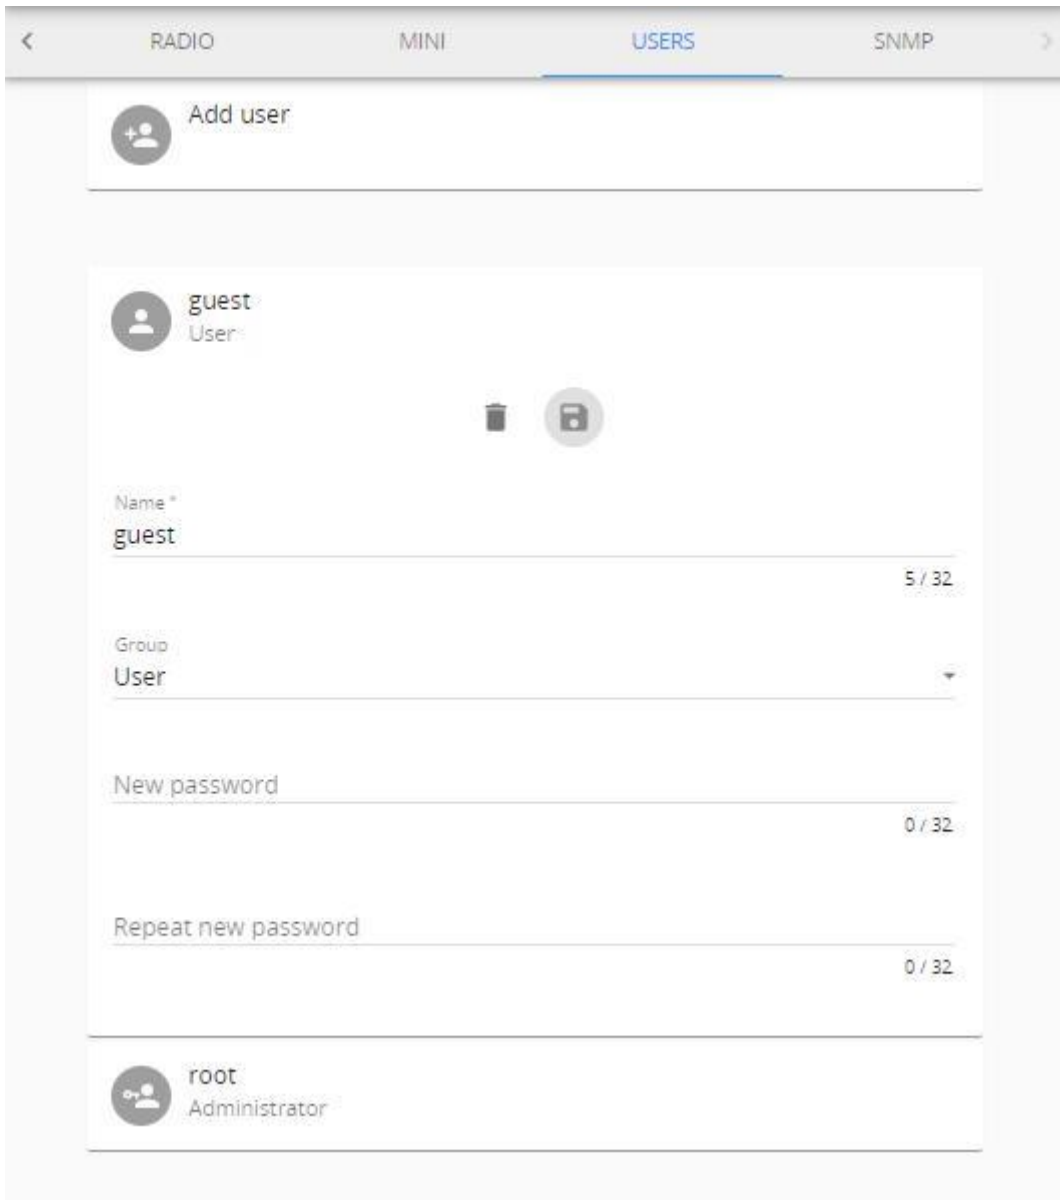 RADIO MINI USERS SNMP
Add user
guest
User
Name *
guest
5 / 32
Group
User
New password
0 / 32
Repeat new password
0 / 32
root
Administrator